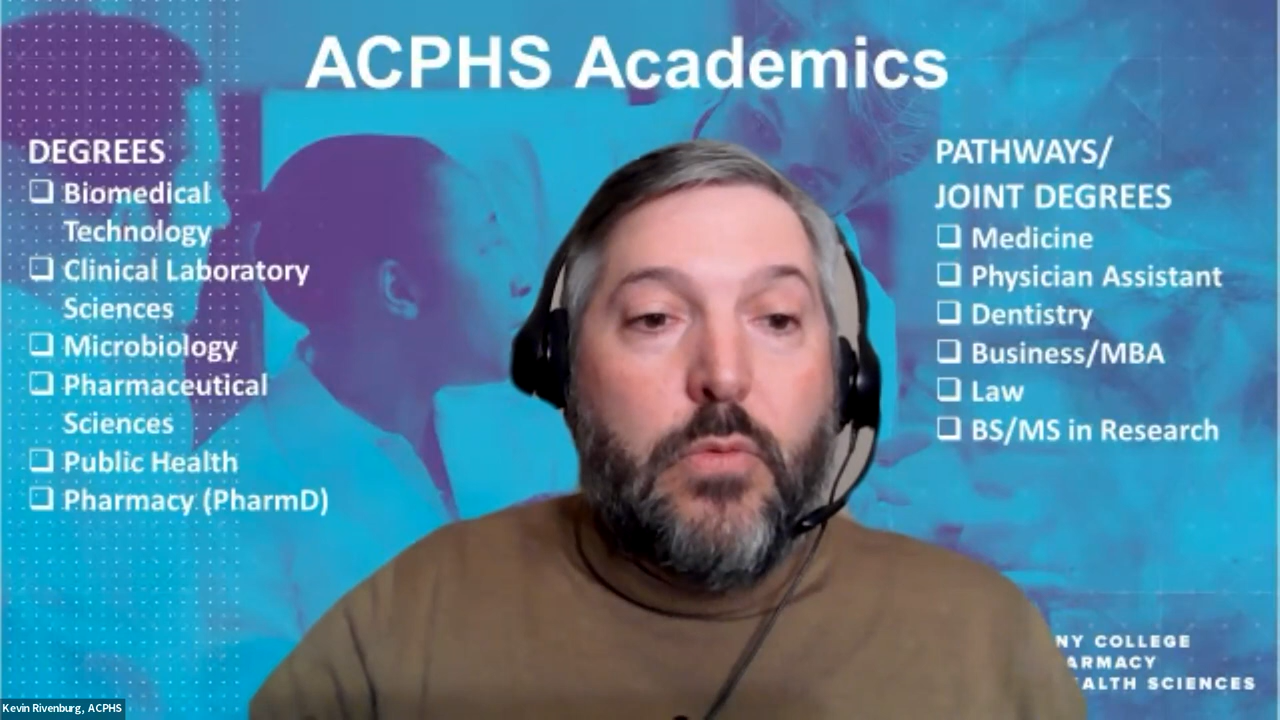 ACPHS Academics
DEGREES
❑ Biomedical
Technology
❑ Clinical Laboratory
Sciences
❑ Microbiology
❑ Pharmaceutical
Sciences
❑ Public Health
❑ Pharmacy (PharmD)
PATHWAYS/
JOINT DEGREES
❑ Medicine
❑ Physician Assistant
❑ Dentistry
❑ Business/MBA
❑ Law
❑ BS/MS in Research
NY COLLEGE
ARMACY
ALTH SCIENCES
Kevin Rivenburg, ACPHS